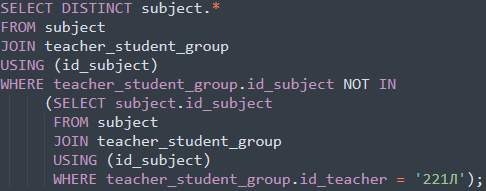 SELECT DISTINCT subject.*
FROM subject
JOIN teacher_student_group
USING (id_subject)
WHERE teacher_student_group.id_subject NOT IN
(SELECT subject.id_subject
FROM subject
JOIN teacher_student_group
USING (id_subject)
WHERE teacher_student_group.id_teacher = '221Л');